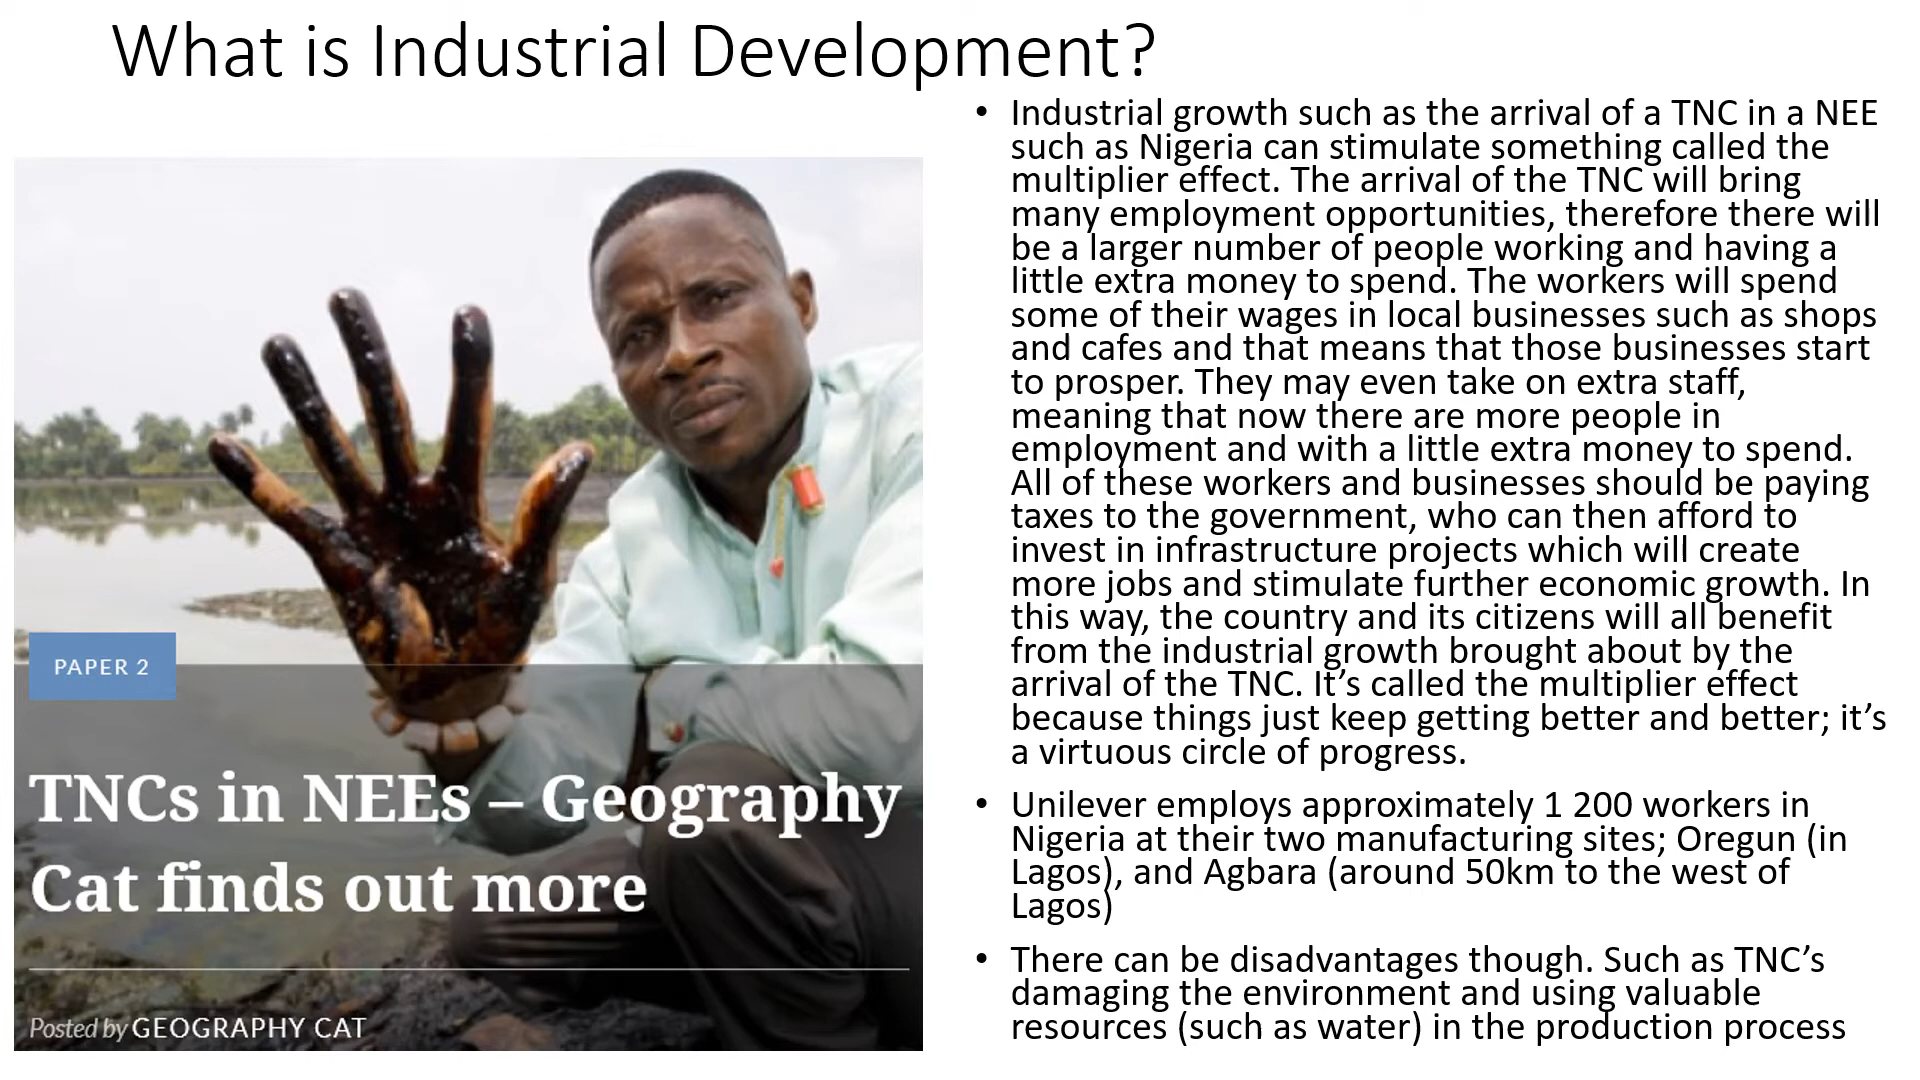 What is Industrial Development?
• Industrial growth such as the arrival of a TNC in a NEE
such as Nigeria can stimulate something called the
multiplier effect. The arrival of the TNC will bring
many employment opportunities, therefore there will
be a larger number of people working and having a
little extra money to spend. The workers will spend
some of their wages in local businesses such as shops
and cafes and that means that those businesses start
to prosper. They may even take on extra staff,
meaning that now there are more people in
employment and with a little extra money to spend.
All of these workers and businesses should be paying
taxes to the government, who can then afford to
invest in infrastructure projects which will create
more jobs and stimulate further economic growth. In
this way, the country and its citizens will all benefit
from the industrial growth brought about by the
arrival of the TNC. It’s called the multiplier effect
because things just keep getting better and better; it’s
a virtuous circle of progress.
• Unilever employs approximately 1 200 workers in
Nigeria at their two manufacturing sites; Oregun (in
Lagos), and Agbara (around 50km to the west of
Lagos)
• There can be disadvantages though. Such as TNC’s
damaging the environment and using valuable
resources (such as water) in the production process
PAPER 2
TNCs in NEEs – Geography
Cat finds out more
Posted by GEOGRAPHY CAT